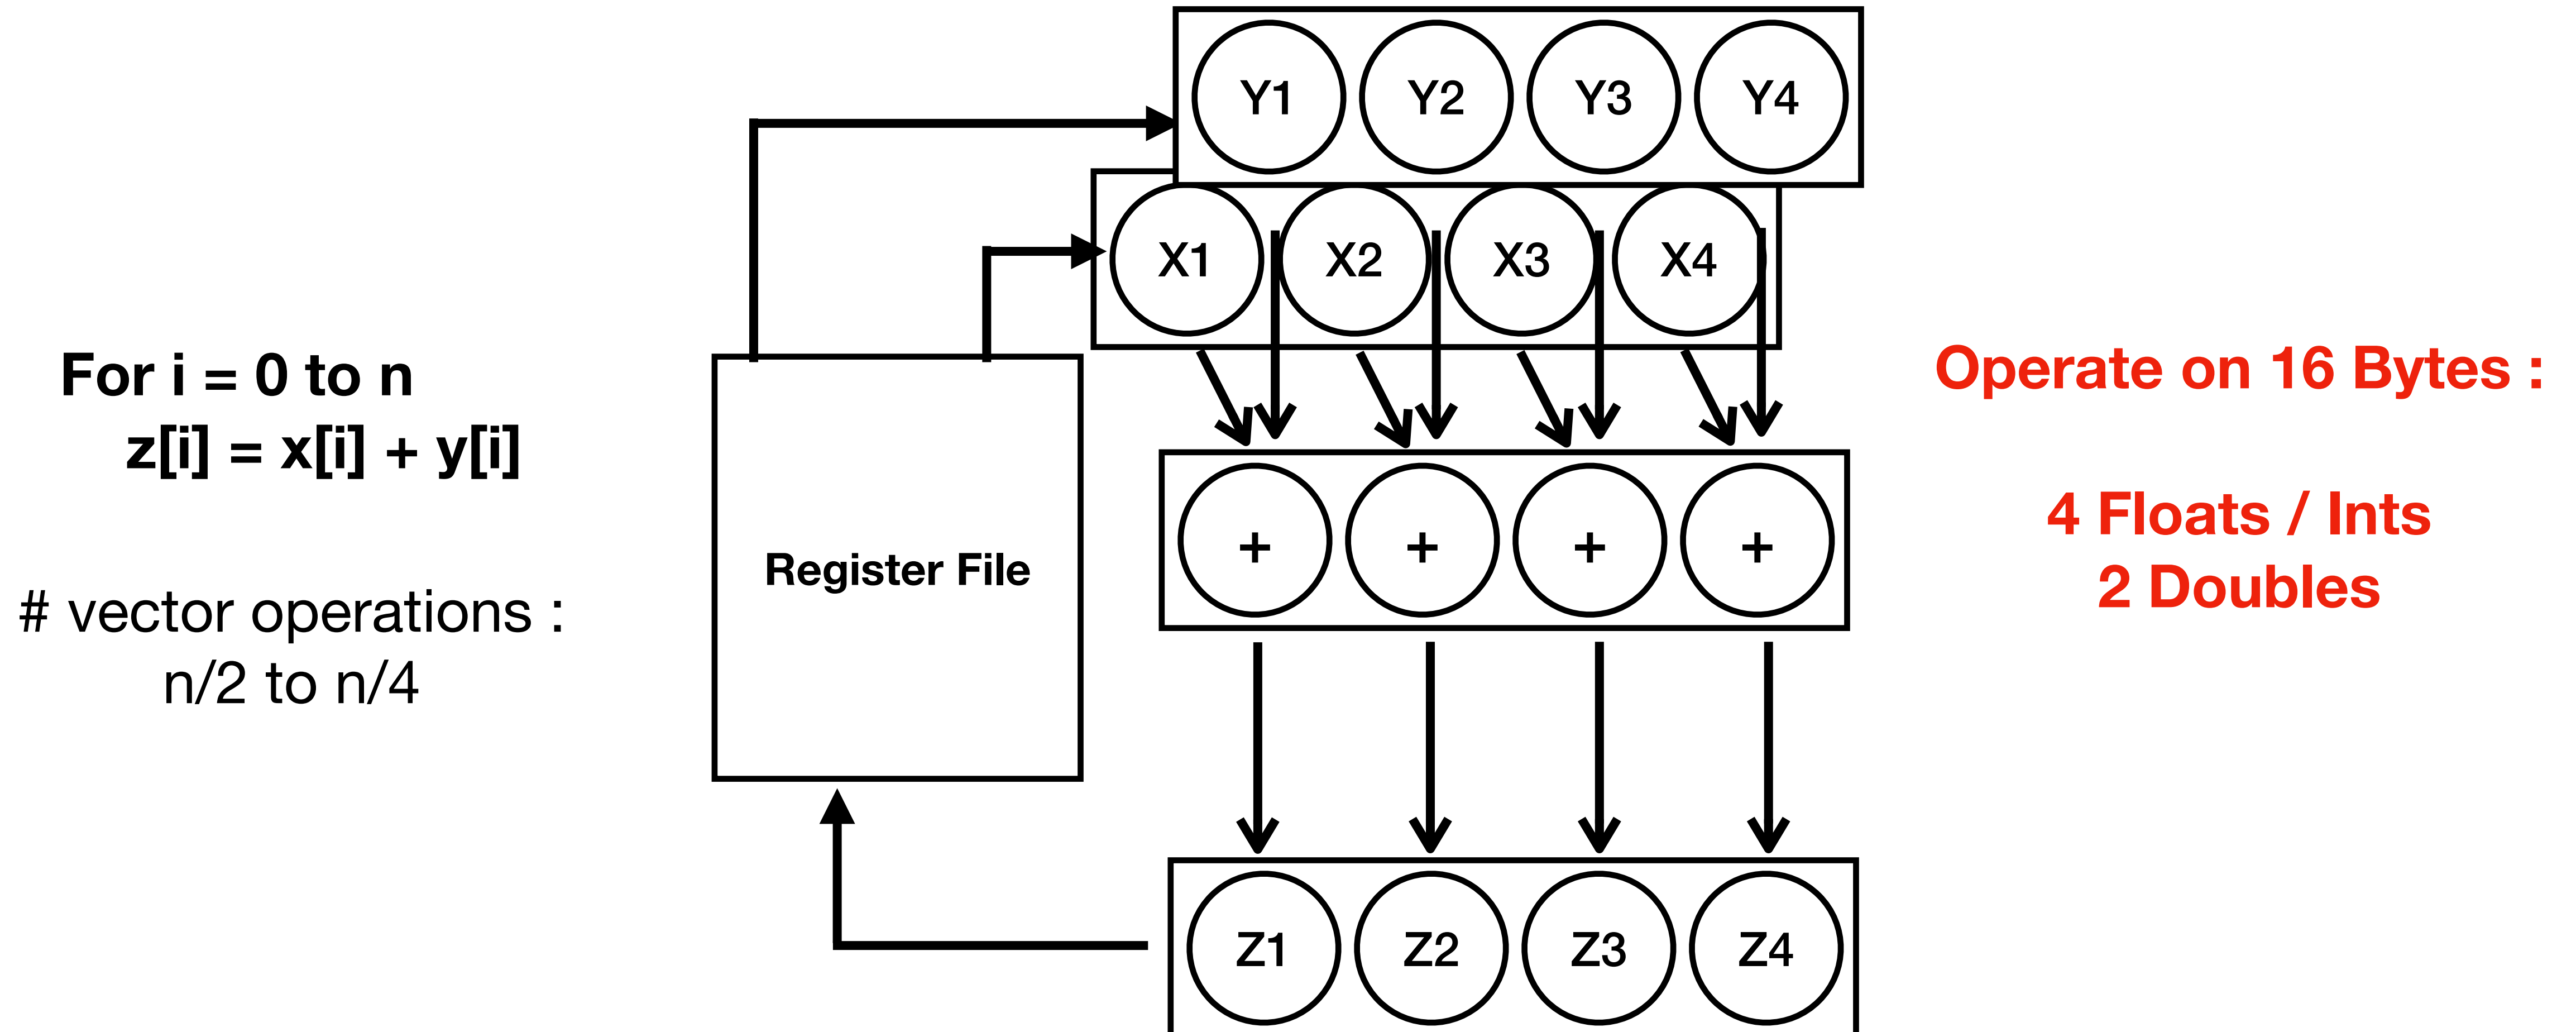 For i = 0 to n
z[i] = x[i] + y[i]
# vector operations :
n/2 to n/4
Register File
Y1 Y2 Y3 Y4
X1 X2 X3 X4
+ + + +
Z1 Z2 Z3 Z4
Operate on 16 Bytes :
4 Floats / Ints
2 Doubles